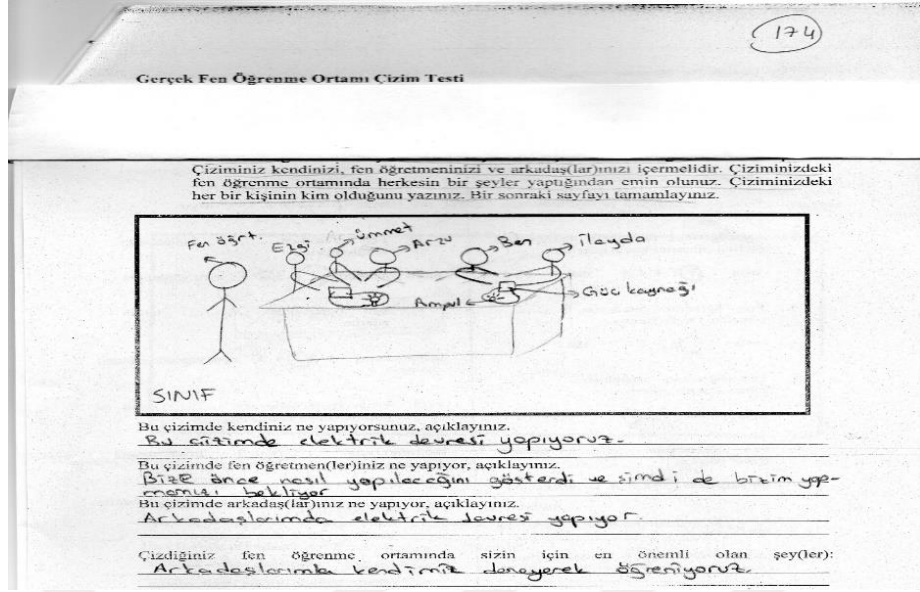 174
Gerçek Fen Öğrenme Ortamı Çizim Testi
Çiziminiz kendinizi, fen öğretmeninizi ve arkadaş(lar)ınızı içermelidir. Çiziminizdeki
fen öğrenme ortamında herkesin bir şeyler yaptığından emin olunuz. Çiziminizdeki
her bir kişinin kim olduğunu yazınız. Bir sonraki sayfayı tamamlayınız.
Fen öğrt. Ezgi Ümmet Arzu Ben İlayda
Ampul Güç kaynağı
SINIF
Bu çizimde kendiniz ne yapıyorsunuz, açıklayınız.
Bu çizimde elektrik devresi yapıyoruz.
Bu çizimde fen öğretmen(ler)iniz ne yapıyor, açıklayınız.
Bize önce nasıl yapılacağını gösterdi ve şimdi de bizim yap-
mamızı bekliyor
Bu çizimde arkadaş(lar)ınız ne yapıyor, açıklayınız.
Arkadaşlarımda elektrik devresi yapıyor.
Çizdiğiniz fen öğrenme ortamında sizin için en önemli olan şey(ler):
Arkadaşlarımla kendimiz deneyerek öğreniyoruz.